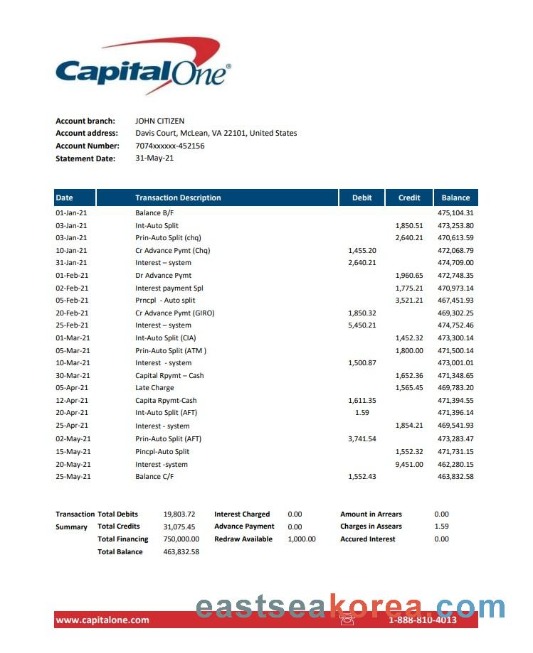 CapitalOne®
Account branch: JOHN CITIZEN
Account address: Davis Court, McLean, VA 22101, United States
Account Number: 7074xxxxxx-452156
Statement Date: 31-May-21
Date Transaction Description Debit Credit Balance
01-Jan-21 Balance B/F 475,104.31
03-Jan-21 Int-Auto Split 1,850.51 473,253.80
03-Jan-21 Prin-Auto Split (chq) 2,640.21 470,613.59
10-Jan-21 Cr Advance Pymt (Chq) 1,455.20 472,068.79
31-Jan-21 Interest – system 2,640.21 474,709.00
01-Feb-21 Dr Advance Pymt 1,960.65 472,748.35
02-Feb-21 Interest payment Spl 1,775.21 470,973.14
05-Feb-21 Prncpl - Auto split 3,521.21 467,451.93
20-Feb-21 Cr Advance Pymt (GIRO) 1,850.32 469,302.25
25-Feb-21 Interest – system 5,450.21 474,752.46
01-Mar-21 Int-Auto Split (CIA) 1,452.32 473,300.14
05-Mar-21 Prin-Auto Split (ATM ) 1,800.00 471,500.14
10-Mar-21 Interest - system 1,500.87 473,001.01
30-Mar-21 Capital Rpymt – Cash 1,652.36 471,348.65
05-Apr-21 Late Charge 1,565.45 469,783.20
12-Apr-21 Capita Rpymt-Cash 1,611.35 471,394.55
20-Apr-21 Int-Auto Split (AFT) 1.59 471,396.14
25-Apr-21 Interest - system 1,854.21 469,541.93
02-May-21 Prin-Auto Split (AFT) 3,741.54 473,283.47
15-May-21 Pincpl-Auto Split 1,552.32 471,731.15
20-May-21 Interest -system 9,451.00 462,280.15
25-May-21 Balance C/F 1,552.43 463,832.58
Transaction Total Debits 19,803.72 Interest Charged 0.00 Amount in Arrears 0.00
Summary Total Credits 31,075.45 Advance Payment 0.00 Charges in Assears 1.59
Total Financing 750,000.00 Redraw Available 1,000.00 Accured Interest 0.00
Total Balance 463,832.58
eastseakorea.com
www.capitalone.com 1-888-810-4013